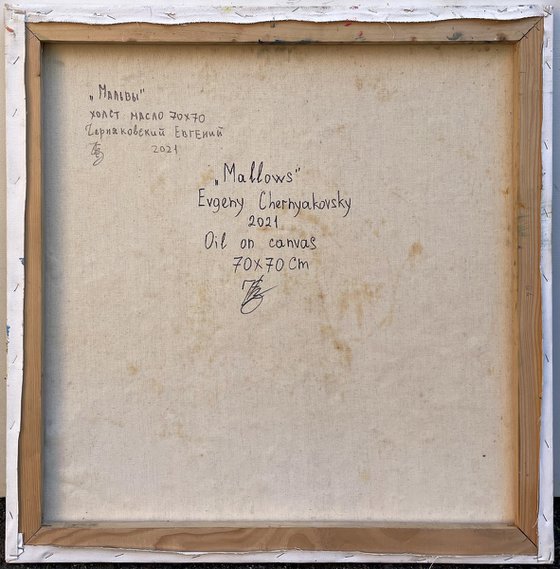 „Мальвы"
холст масло 70х70
Черняковский Евгений
2021
„Mallows"
Evgeny Chernyakovsky
2021
Oil on canvas
70x70 Cm